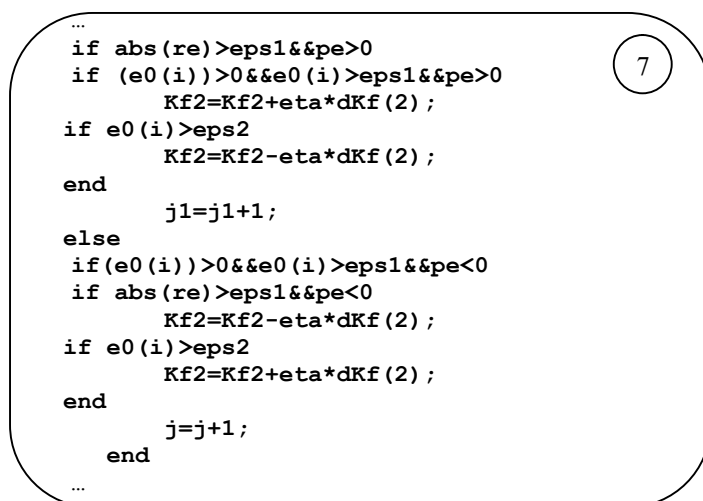 …
if abs(re)>eps1&&pe>0
if (e0(i))>0&&e0(i)>eps1&&pe>0
Kf2=Kf2+eta*dKf(2);
if e0(i)>eps2
Kf2=Kf2-eta*dKf(2);
end
j1=j1+1;
else
if(e0(i))>0&&e0(i)>eps1&&pe<0
if abs(re)>eps1&&pe<0
Kf2=Kf2-eta*dKf(2);
if e0(i)>eps2
Kf2=Kf2+eta*dKf(2);
end
j=j+1;
end
…
7